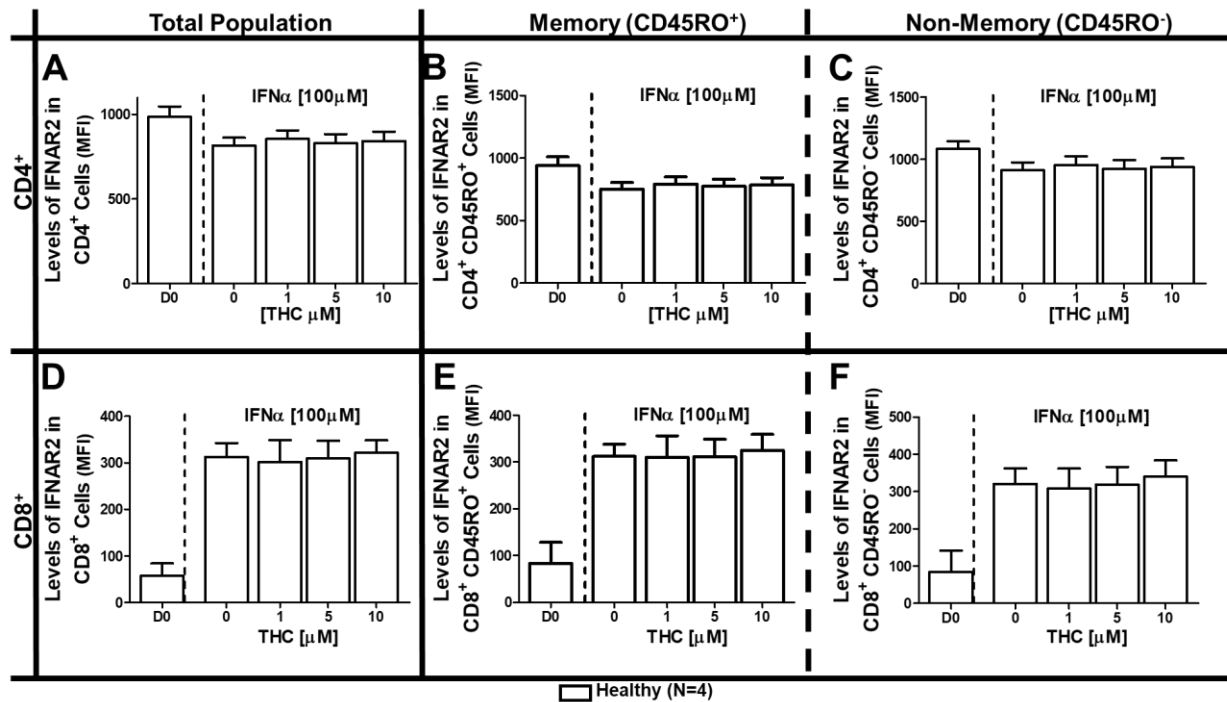 Total Population
Memory (CD45RO⁺)
Non-Memory (CD45RO⁻)
CD4⁺
A
Levels of IFNAR2 in
CD4⁺ Cells (MFI)
IFNα [100µM]
1000
500
0
D0 0 1 5 10
[THC µM]
B
Levels of IFNAR2 in
CD4⁺ CD45RO⁺ Cells (MFI)
IFNα [100µM]
1500
1000
500
0
D0 0 1 5 10
[THC µM]
C
Levels of IFNAR2 in
CD4⁺ CD45RO⁻ Cells (MFI)
IFNα [100µM]
1500
1000
500
0
D0 0 1 5 10
[THC µM]
CD8⁺
D
Levels of IFNAR2 in
CD8⁺ Cells (MFI)
IFNα [100µM]
400
300
200
100
0
D0 0 1 5 10
THC [µM]
E
Levels of IFNAR2 in
CD8⁺ CD45RO⁺ Cells (MFI)
IFNα [100µM]
400
300
200
100
0
D0 0 1 5 10
THC [µM]
F
Levels of IFNAR2 in
CD8⁺ CD45RO⁻ Cells (MFI)
IFNα [100µM]
500
400
300
200
100
0
D0 0 1 5 10
THC [µM]
Healthy (N=4)